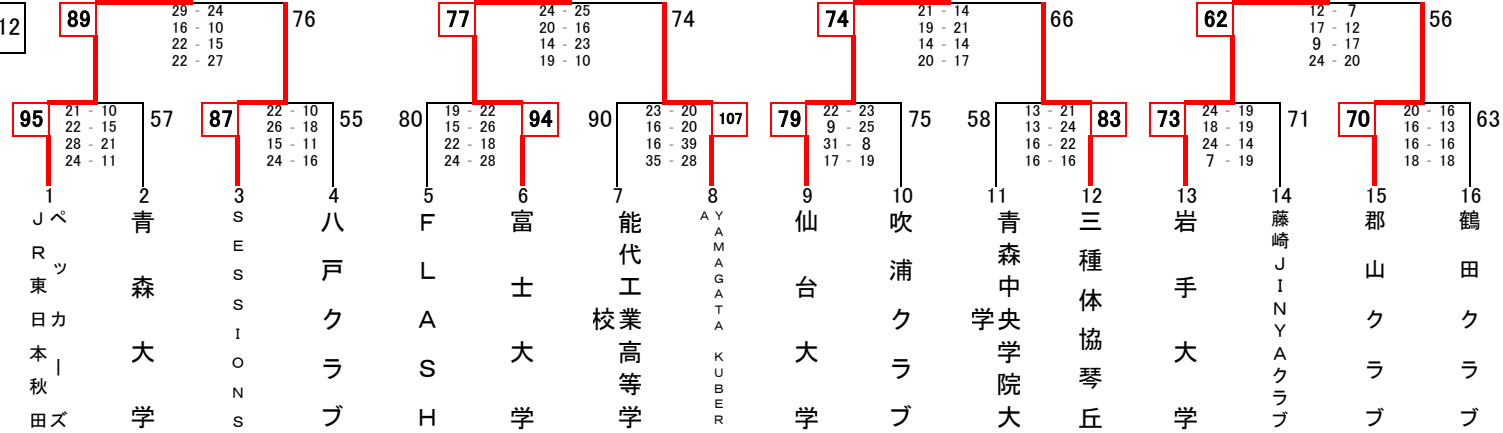 12
89
29 - 24
16 - 10
22 - 15
22 - 27
76
77
24 - 25
20 - 16
14 - 23
19 - 10
74
74
21 - 14
19 - 21
14 - 14
20 - 17
66
62
12 - 7
17 - 12
9 - 17
24 - 20
56
95
21 - 10
22 - 15
28 - 21
24 - 11
57
87
22 - 10
26 - 18
15 - 11
24 - 16
55
80
19 - 22
15 - 26
22 - 18
24 - 28
94
90
23 - 20
16 - 20
16 - 39
35 - 28
107
79
22 - 23
9 - 25
31 - 8
17 - 19
75
58
13 - 21
13 - 24
16 - 22
16 - 16
83
73
24 - 19
18 - 19
24 - 14
7 - 19
71
70
20 - 16
16 - 13
16 - 16
18 - 18
63
1
ペッカーズ
ＪＲ東日本秋田
2
青森大学
3
ＳＥＳＳＩＯＮＳ
4
八戸クラブ
5
ＦＬＡＳＨ
6
富士大学
7
能代工業高等学
校
8
ＹＡＭＡＧＡＴＡ　ＫＵＢＥＲ
Ａ
9
仙台大学
10
吹浦クラブ
11
青森中央学院大
学
12
三種体協琴丘
13
岩手大学
14
藤崎ＪＩＮＹＡクラブ
15
郡山クラブ
16
鶴田クラブ